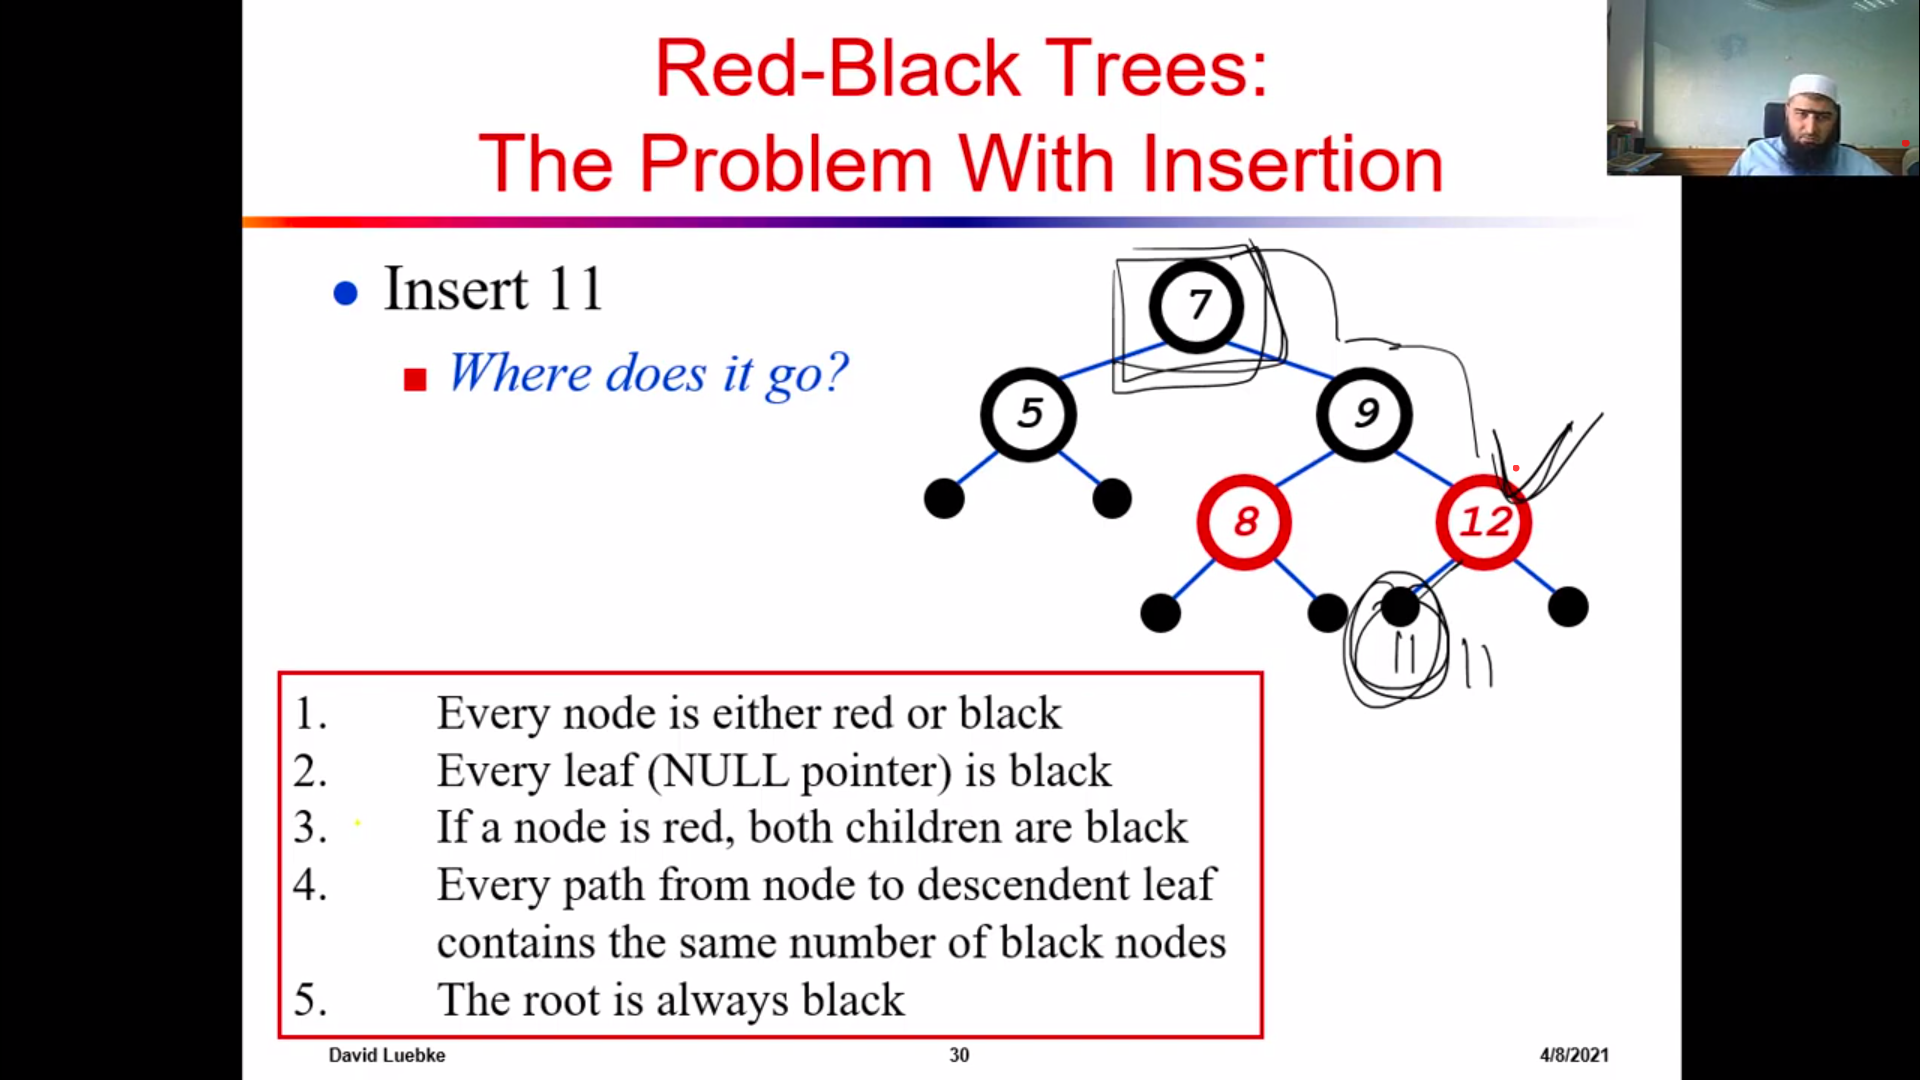 Red-Black Trees:
The Problem With Insertion
Insert 11
Where does it go?
7
5
9
8
12
11
11
1. Every node is either red or black
2. Every leaf (NULL pointer) is black
3. If a node is red, both children are black
4. Every path from node to descendent leaf
contains the same number of black nodes
5. The root is always black
David Luebke
30
4/8/2021